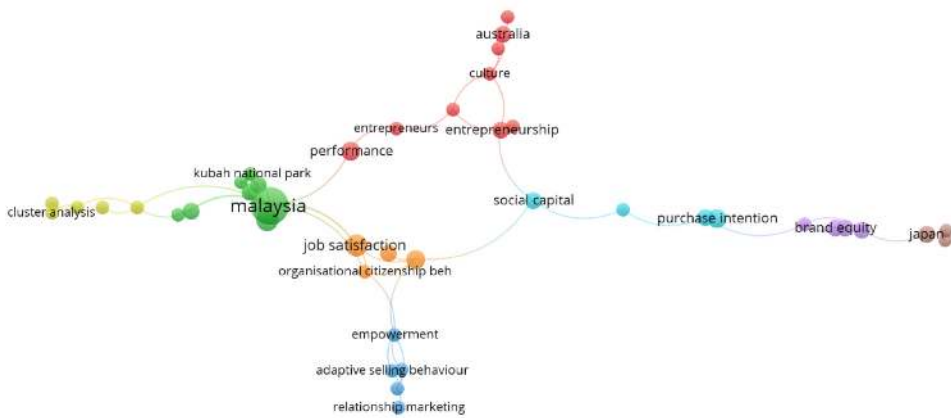 australia
culture
entrepreneurs
entrepreneurship
performance
kubah national park
malaysia
cluster analysis
social capital
purchase intention
brand equity
japan
job satisfaction
organisational citizenship beh
empowerment
adaptive selling behaviour
relationship marketing